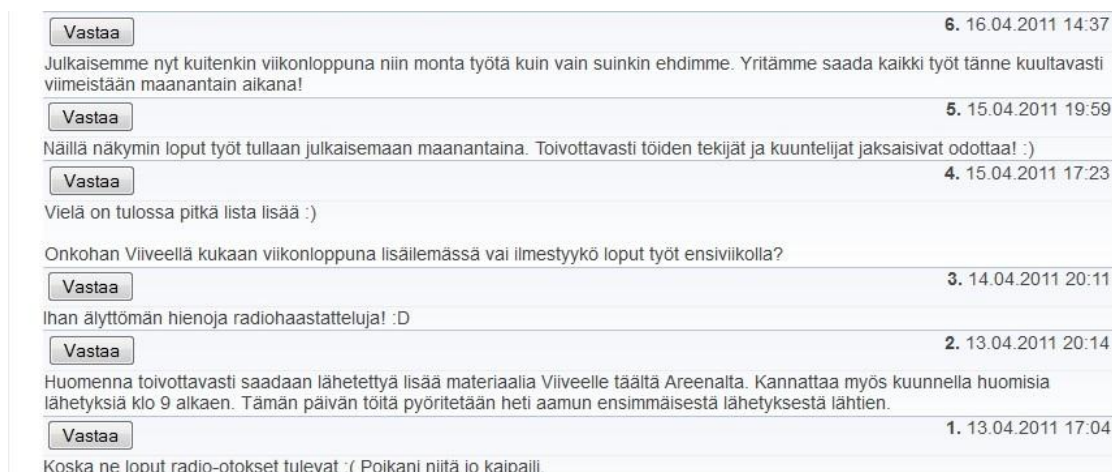 Vastaa
6. 16.04.2011 14:37
Julkaisemme nyt kuitenkin viikonloppuna niin monta työtä kuin vain suinkin ehdimme. Yritämme saada kaikki työt tänne kuultavasti
viimeistään maanantain aikana!
Vastaa
5. 15.04.2011 19:59
Näillä näkymin loput työt tullaan julkaisemaan maanantaina. Toivottavasti töiden tekijät ja kuuntelijat jaksaisivat odottaa! :)
Vastaa
4. 15.04.2011 17:23
Vielä on tulossa pitkä lista lisää :)
Onkohan Viiveellä kukaan viikonloppuna lisäilemässä vai ilmestyykö loput työt ensiviikolla?
Vastaa
3. 14.04.2011 20:11
Ihan älyttömän hienoja radiohaastatteluja! :D
Vastaa
2. 13.04.2011 20:14
Huomenna toivottavasti saadaan lähetettyä lisää materiaalia Viiveelle täältä Areenalta. Kannattaa myös kuunnella huomisia
lähetyksiä klo 9 alkaen. Tämän päivän töitä pyöritetään heti aamun ensimmäisestä lähetyksestä lähtien.
Vastaa
1. 13.04.2011 17:04
Koska ne loput radio-otokset tulevat :( Poikani niitä jo kaipaili.